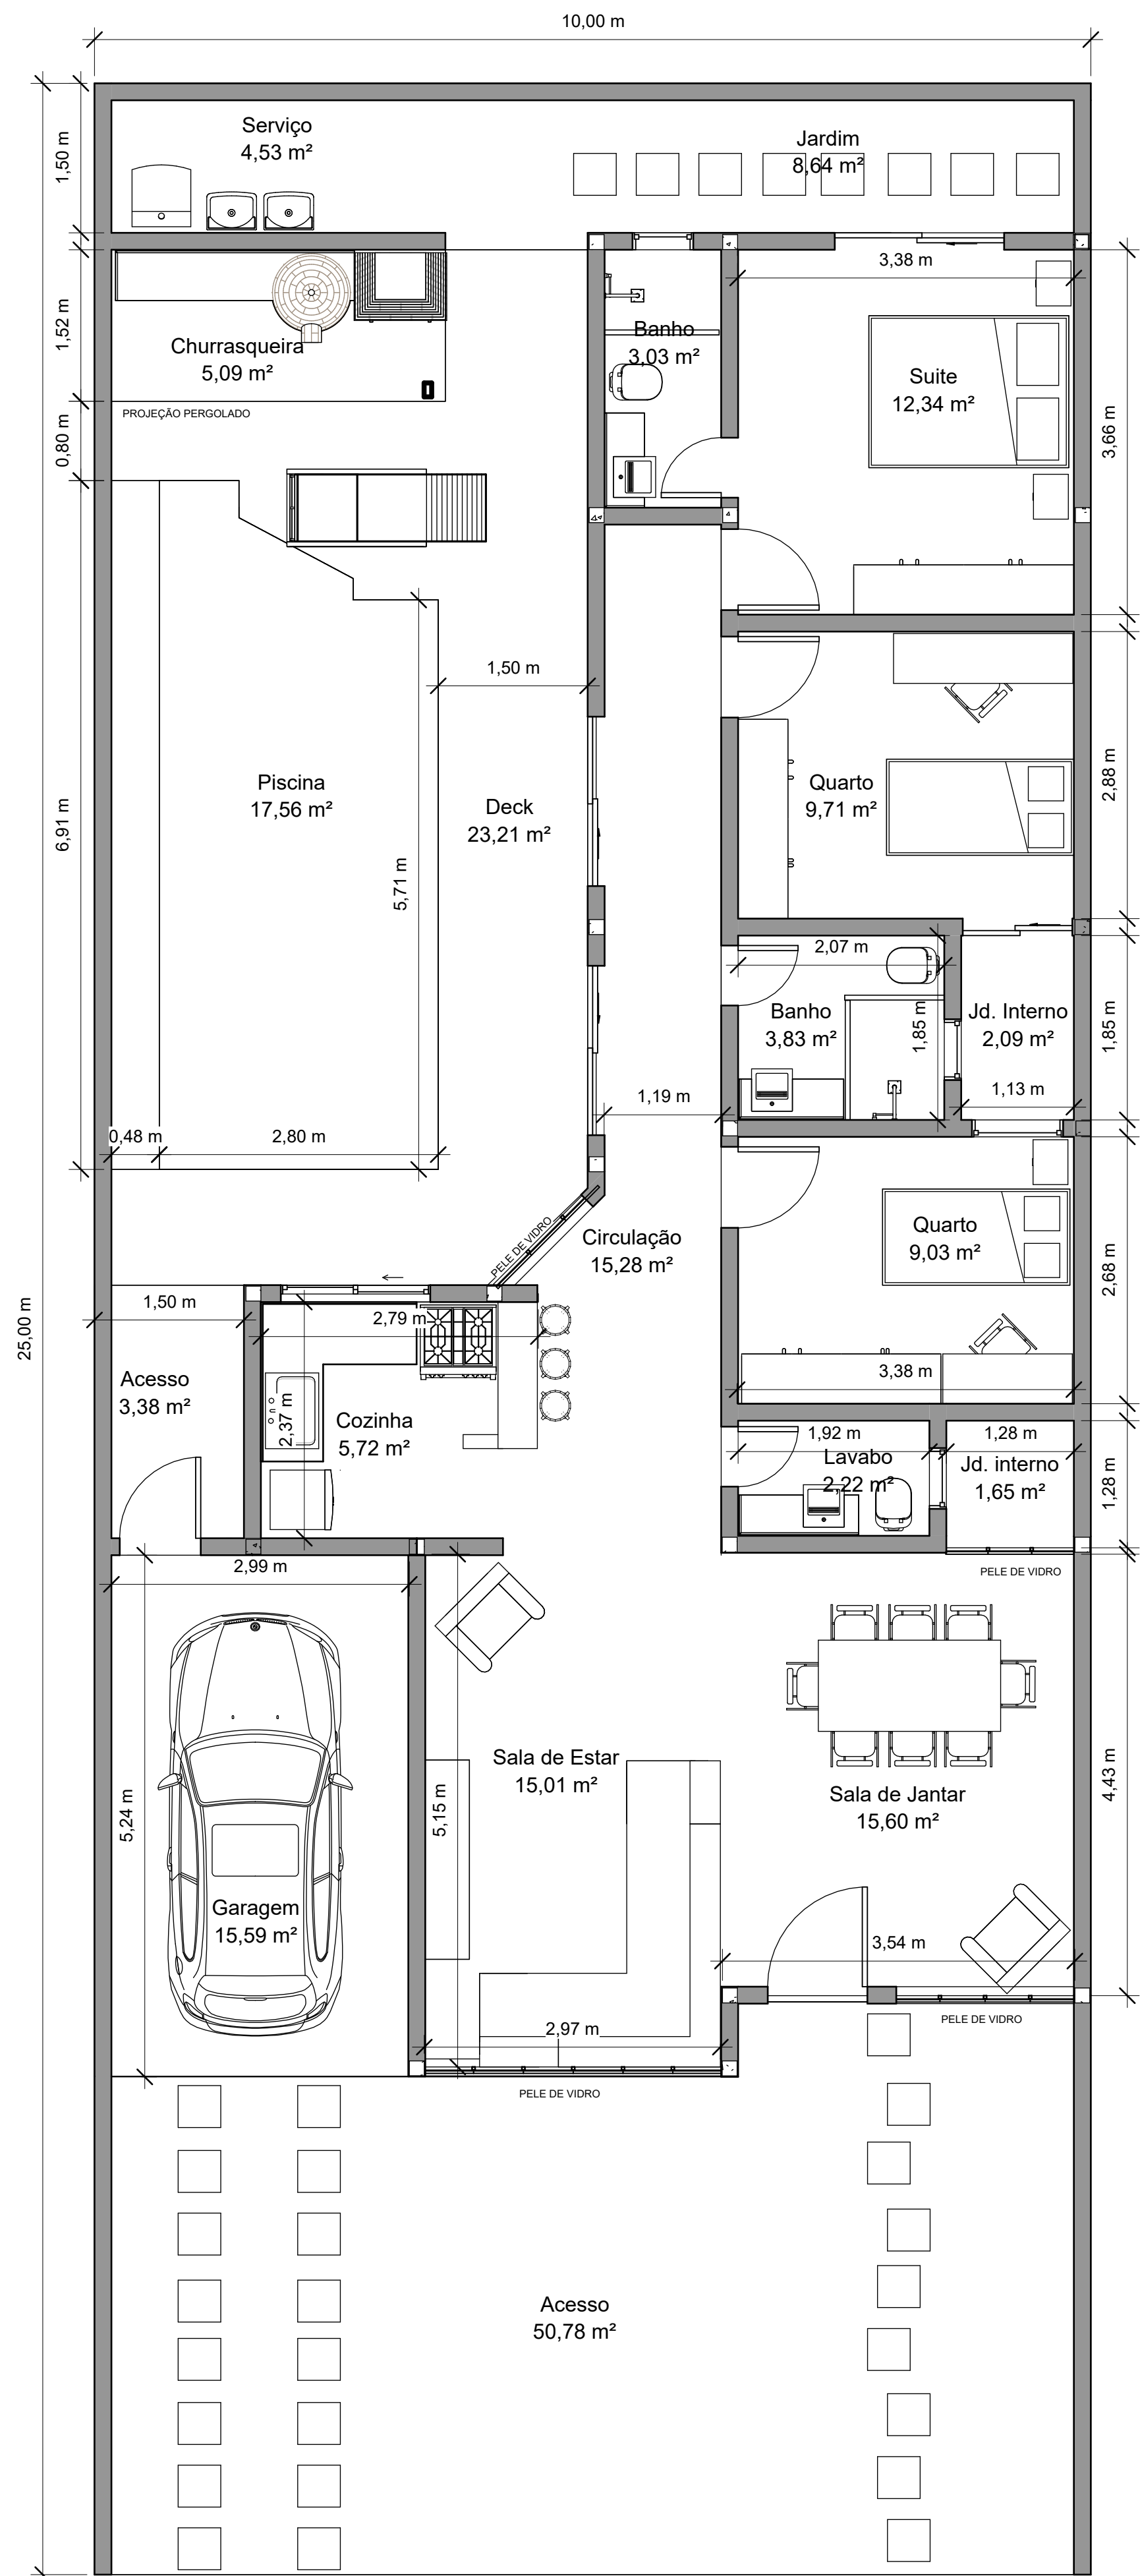 10,00 m
Serviço
4,53 m²
Jardim
8,64 m²
1,50 m
3,38 m
1,52 m
Churrasqueira
5,09 m²
Banho
3,03 m²
Suite
12,34 m²
PROJEÇÃO PERGOLADO
0,80 m
3,66 m
1,50 m
Piscina
17,56 m²
Deck
23,21 m²
Quarto
9,71 m²
2,88 m
6,91 m
5,71 m
2,07 m
Banho
3,83 m²
1,85 m
Jd. Interno
2,09 m²
1,85 m
1,13 m
1,19 m
0,48 m
2,80 m
PELE DE VIDRO
Circulação
15,28 m²
Quarto
9,03 m²
2,68 m
25,00 m
1,50 m
2,79 m
3,38 m
Acesso
3,38 m²
2,37 m
Cozinha
5,72 m²
1,92 m
1,28 m
Lavabo
2,22 m²
Jd. interno
1,65 m²
1,28 m
2,99 m
PELE DE VIDRO
Sala de Estar
15,01 m²
Sala de Jantar
15,60 m²
4,43 m
5,24 m
5,15 m
Garagem
15,59 m²
3,54 m
PELE DE VIDRO
2,97 m
PELE DE VIDRO
Acesso
50,78 m²